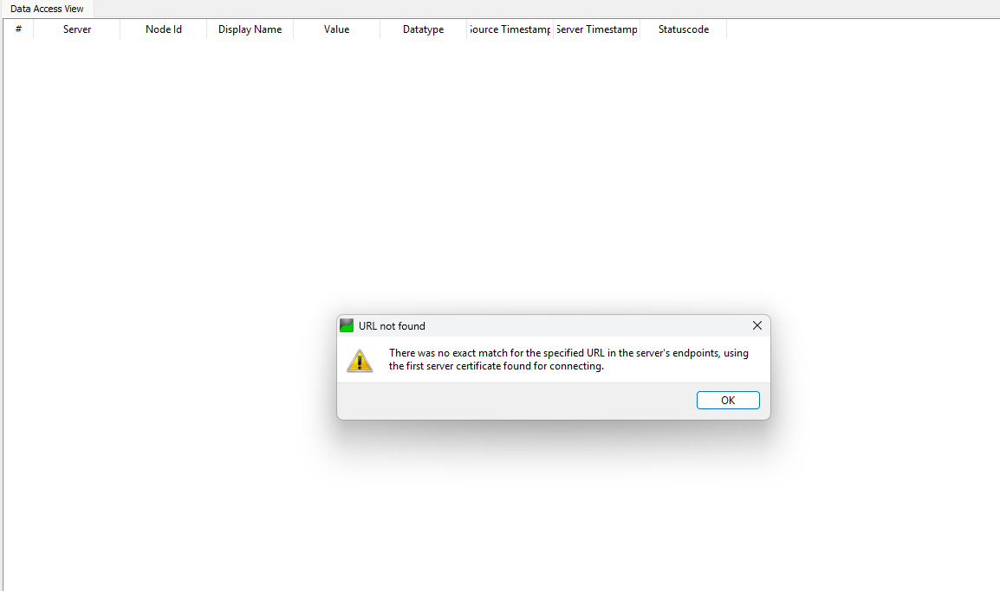 Data Access View
# Server Node Id Display Name Value Datatype ource Timestamp Server Timestamp Statuscode
URL not found
There was no exact match for the specified URL in the server's endpoints, using
the first server certificate found for connecting.
OK